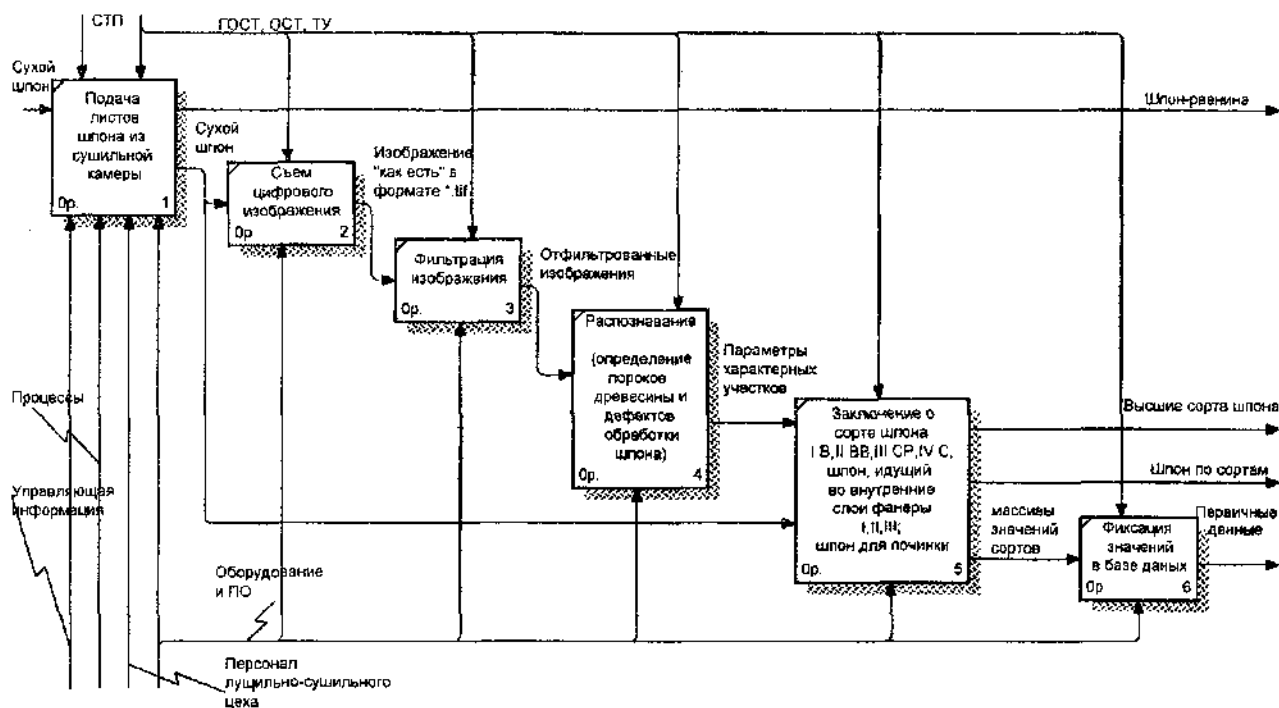 СТП
ГОСТ, ОСТ, ТУ
Сухой
шпон
Подача
листов
шпона из
сушильной
камеры
0р.
1
Шпон-рванина
Сухой
шпон
Съем
цифрового
изображения
0р
2
Изображение
"как есть" в
формате *.tif
Фильтрация
изображения
0р.
3
Отфильтрованные
изображения
Распознавание
(определение
пороков
древесины и
дефектов
обработки
шпона)
0р.
4
Параметры
характерных
участков
Заключение о
сорте шпона
I B,II BB,III CP,IV C,
шпон, идущий
во внутренние
слои фанеры
I,II,III;
шпон для починки
0р.
5
Высшие сорта шпона
Шпон по сортам
массивы
значений
сортов
Фиксация
значений
в базе даных
0р
6
Первичные
данные
Процессы
Управляющая
информация
Оборудование
и ПО
Персонал
лущильно-сушильного
цеха